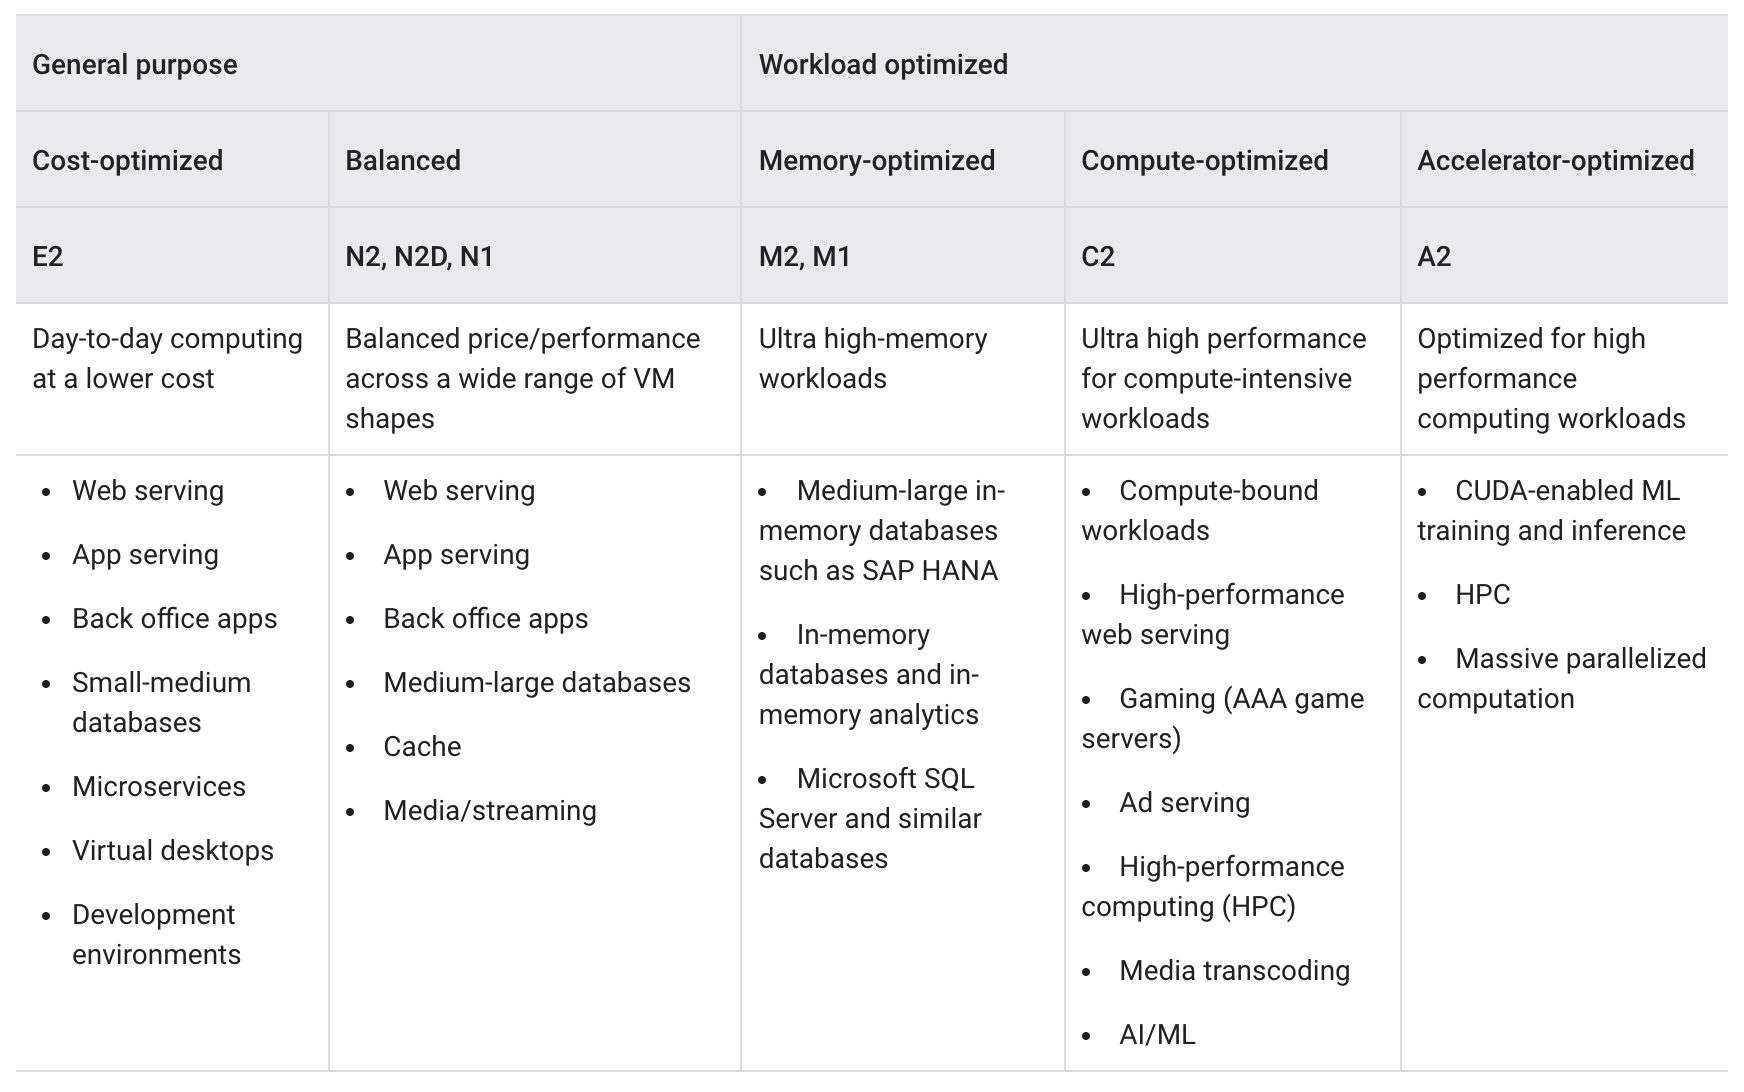 General purpose
Workload optimized
Cost-optimized
Balanced
Memory-optimized
Compute-optimized
Accelerator-optimized
E2
N2, N2D, N1
M2, M1
C2
A2
Day-to-day computing
at a lower cost
Balanced price/performance
across a wide range of VM
shapes
Ultra high-memory
workloads
Ultra high performance
for compute-intensive
workloads
Optimized for high
performance
computing workloads
• Web serving
• App serving
• Back office apps
• Small-medium
databases
• Microservices
• Virtual desktops
• Development
environments
• Web serving
• App serving
• Back office apps
• Medium-large databases
• Cache
• Media/streaming
• Medium-large in-
memory databases
such as SAP HANA
• In-memory
databases and in-
memory analytics
• Microsoft SQL
Server and similar
databases
• Compute-bound
workloads
• High-performance
web serving
• Gaming (AAA game
servers)
• Ad serving
• High-performance
computing (HPC)
• Media transcoding
• AI/ML
• CUDA-enabled ML
training and inference
• HPC
• Massive parallelized
computation